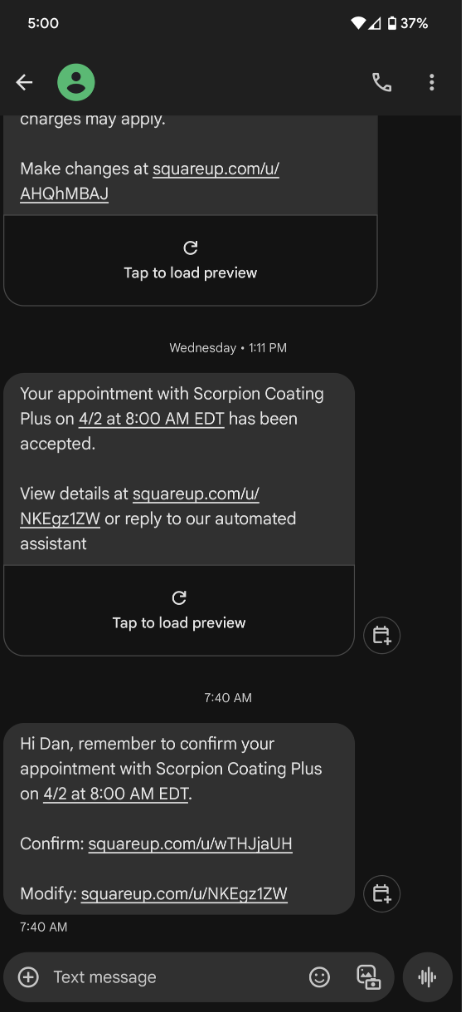 5:00
37%
charges may apply.
Make changes at squareup.com/u/
AHQhMBAJ
Tap to load preview
Wednesday • 1:11 PM
Your appointment with Scorpion Coating
Plus on 4/2 at 8:00 AM EDT has been
accepted.
View details at squareup.com/u/
NKEgz1ZW or reply to our automated
assistant
Tap to load preview
7:40 AM
Hi Dan, remember to confirm your
appointment with Scorpion Coating Plus
on 4/2 at 8:00 AM EDT.
Confirm: squareup.com/u/wTHJjaUH
Modify: squareup.com/u/NKEgz1ZW
7:40 AM
Text message